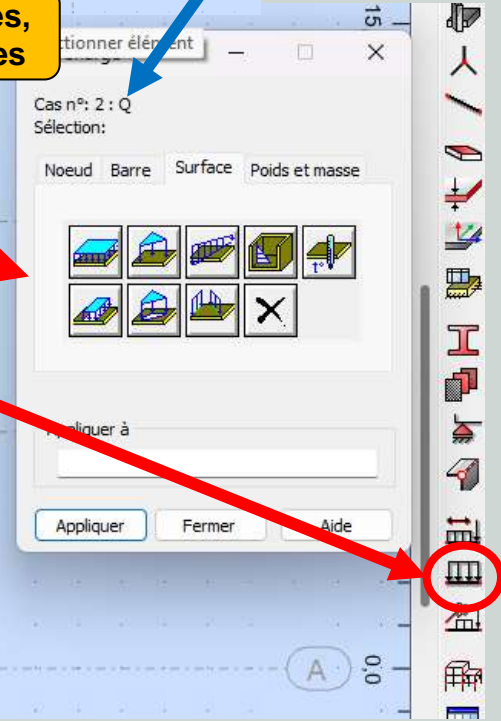 es,
es
ctionner élément
Cas n°: 2 : Q
Sélection:
Noeud Barre Surface Poids et masse
t°
Appliquer à
Appliquer Fermer Aide
15
A
0,0